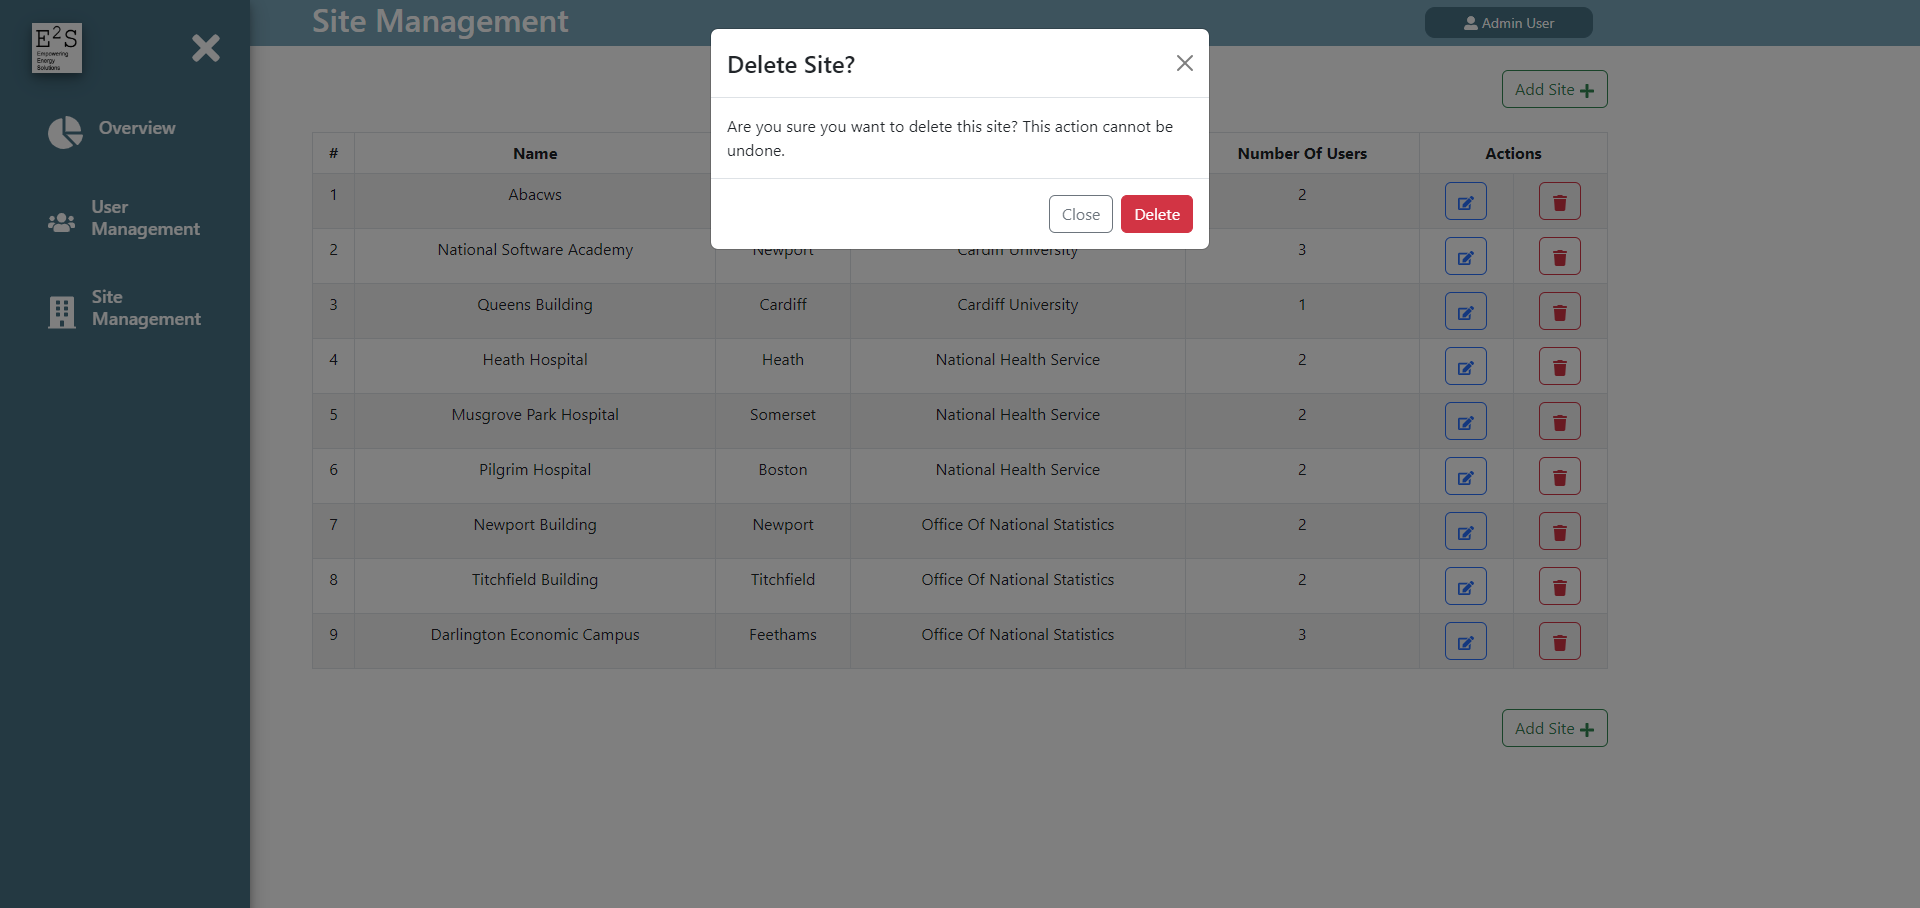 E²S
Empowering
Energy
Solutions
Overview
User
Management
Site
Management
Site Management
Admin User
Add Site
Delete Site?
Are you sure you want to delete this site? This action cannot be
undone.
Close Delete
# Name Number Of Users Actions
1 Abacws 2
2 National Software Academy Newport Cardiff University 3
3 Queens Building Cardiff Cardiff University 1
4 Heath Hospital Heath National Health Service 2
5 Musgrove Park Hospital Somerset National Health Service 2
6 Pilgrim Hospital Boston National Health Service 2
7 Newport Building Newport Office Of National Statistics 2
8 Titchfield Building Titchfield Office Of National Statistics 2
9 Darlington Economic Campus Feethams Office Of National Statistics 3
Add Site